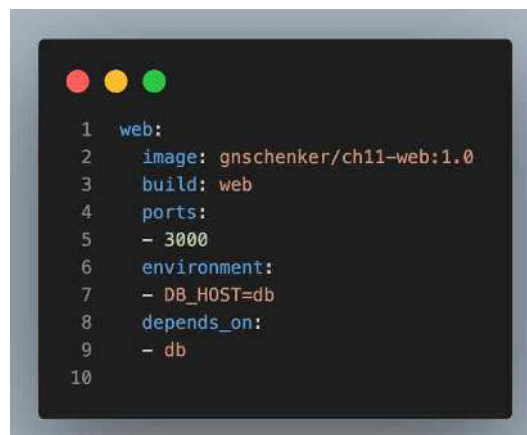 1 web:
2   image: gnschenker/ch11-web:1.0
3   build: web
4   ports:
5   - 3000
6   environment:
7   - DB_HOST=db
8   depends_on:
9   - db
10